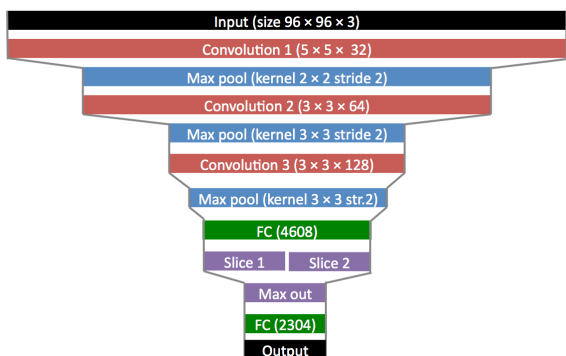 Input (size 96 × 96 × 3)
Convolution 1 (5 × 5 × 32)
Max pool (kernel 2 × 2 stride 2)
Convolution 2 (3 × 3 × 64)
Max pool (kernel 3 × 3 stride 2)
Convolution 3 (3 × 3 × 128)
Max pool (kernel 3 × 3 str.2)
FC (4608)
Slice 1 Slice 2
Max out
FC (2304)
Output